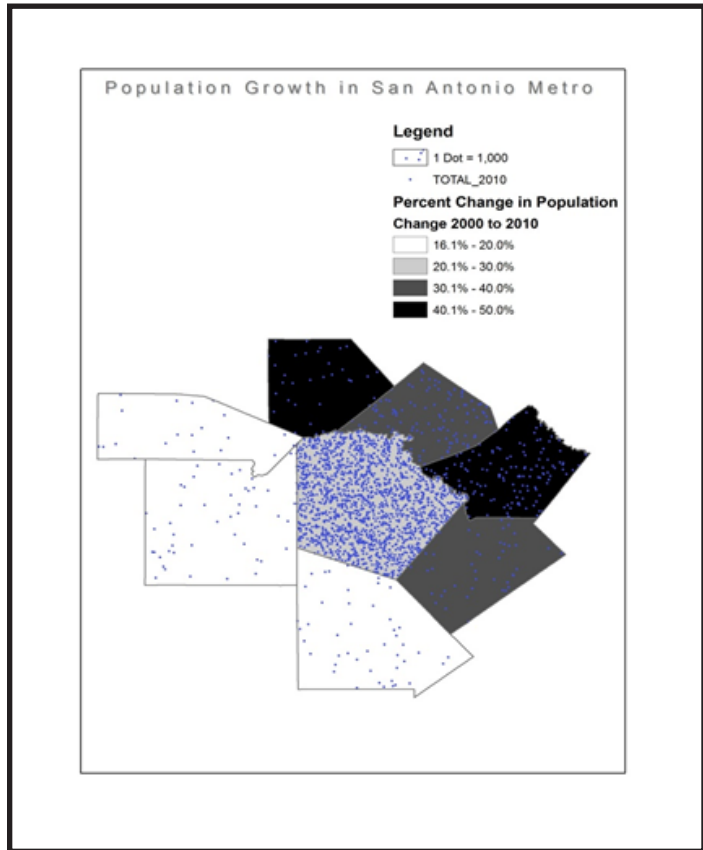 Population Growth in San Antonio Metro
Legend
1 Dot = 1,000
TOTAL_2010
Percent Change in Population
Change 2000 to 2010
16.1% - 20.0%
20.1% - 30.0%
30.1% - 40.0%
40.1% - 50.0%